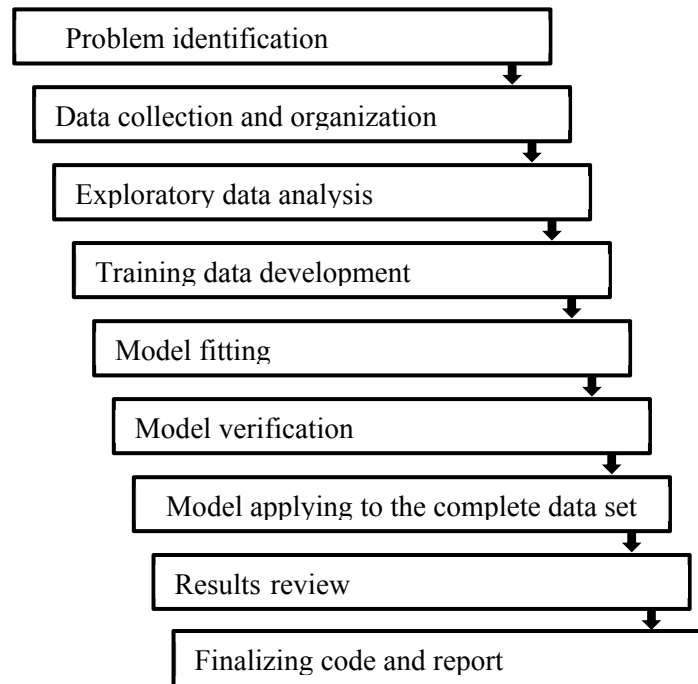 Problem identification
Data collection and organization
Exploratory data analysis
Training data development
Model fitting
Model verification
Model applying to the complete data set
Results review
Finalizing code and report